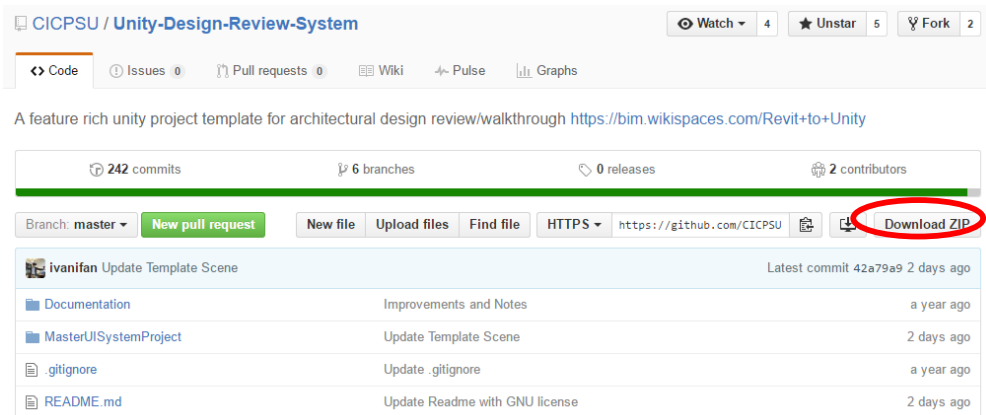 CICPSU / Unity-Design-Review-System Watch 4 Unstar 5 Fork 2
Code Issues 0 Pull requests 0 Wiki Pulse Graphs
A feature rich unity project template for architectural design review/walkthrough https://bim.wikispaces.com/Revit+to+Unity
242 commits 6 branches 0 releases 2 contributors
Branch: master New pull request New file Upload files Find file HTTPS https://github.com/CICPSU Download ZIP
ivanifan Update Template Scene Latest commit 42a79a9 2 days ago
Documentation Improvements and Notes a year ago
MasterUISystemProject Update Template Scene 2 days ago
.gitignore Update .gitignore a year ago
README.md Update Readme with GNU license 2 days ago